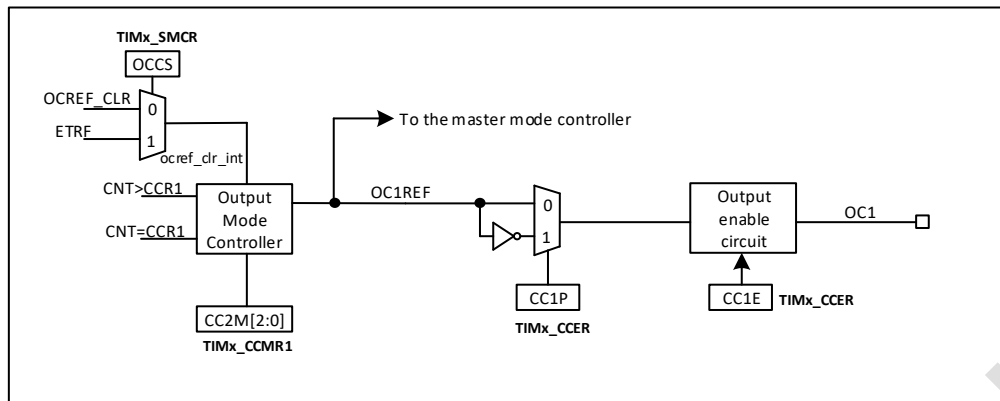 TIMx_SMCR
OCCS
OCREF_CLR
0
ETRF
1
ocref_clr_int
To the master mode controller
CNT>CCR1
CNT=CCR1
Output
Mode
Controller
OC1REF
0
1
Output
enable
circuit
OC1
CC2M[2:0]
TIMx_CCMR1
CC1P
TIMx_CCER
CC1E
TIMx_CCER